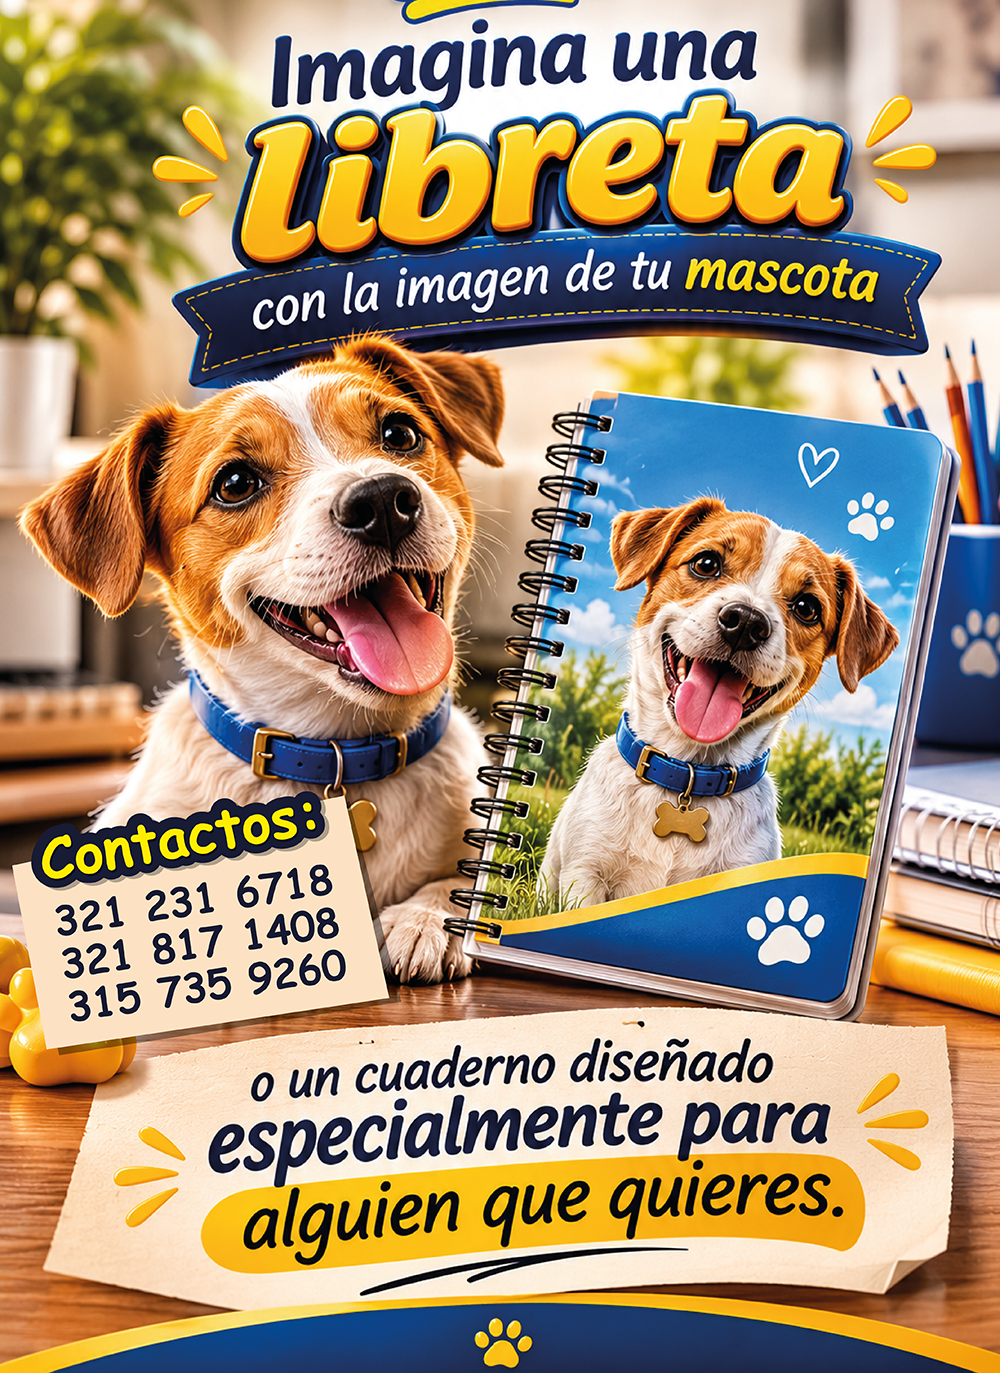 Imagina una
libreta
con la imagen de tu mascota
Contactos:
321 231 6718
321 817 1408
315 735 9260
o un cuaderno diseñado
especialmente para
alguien que quieres.